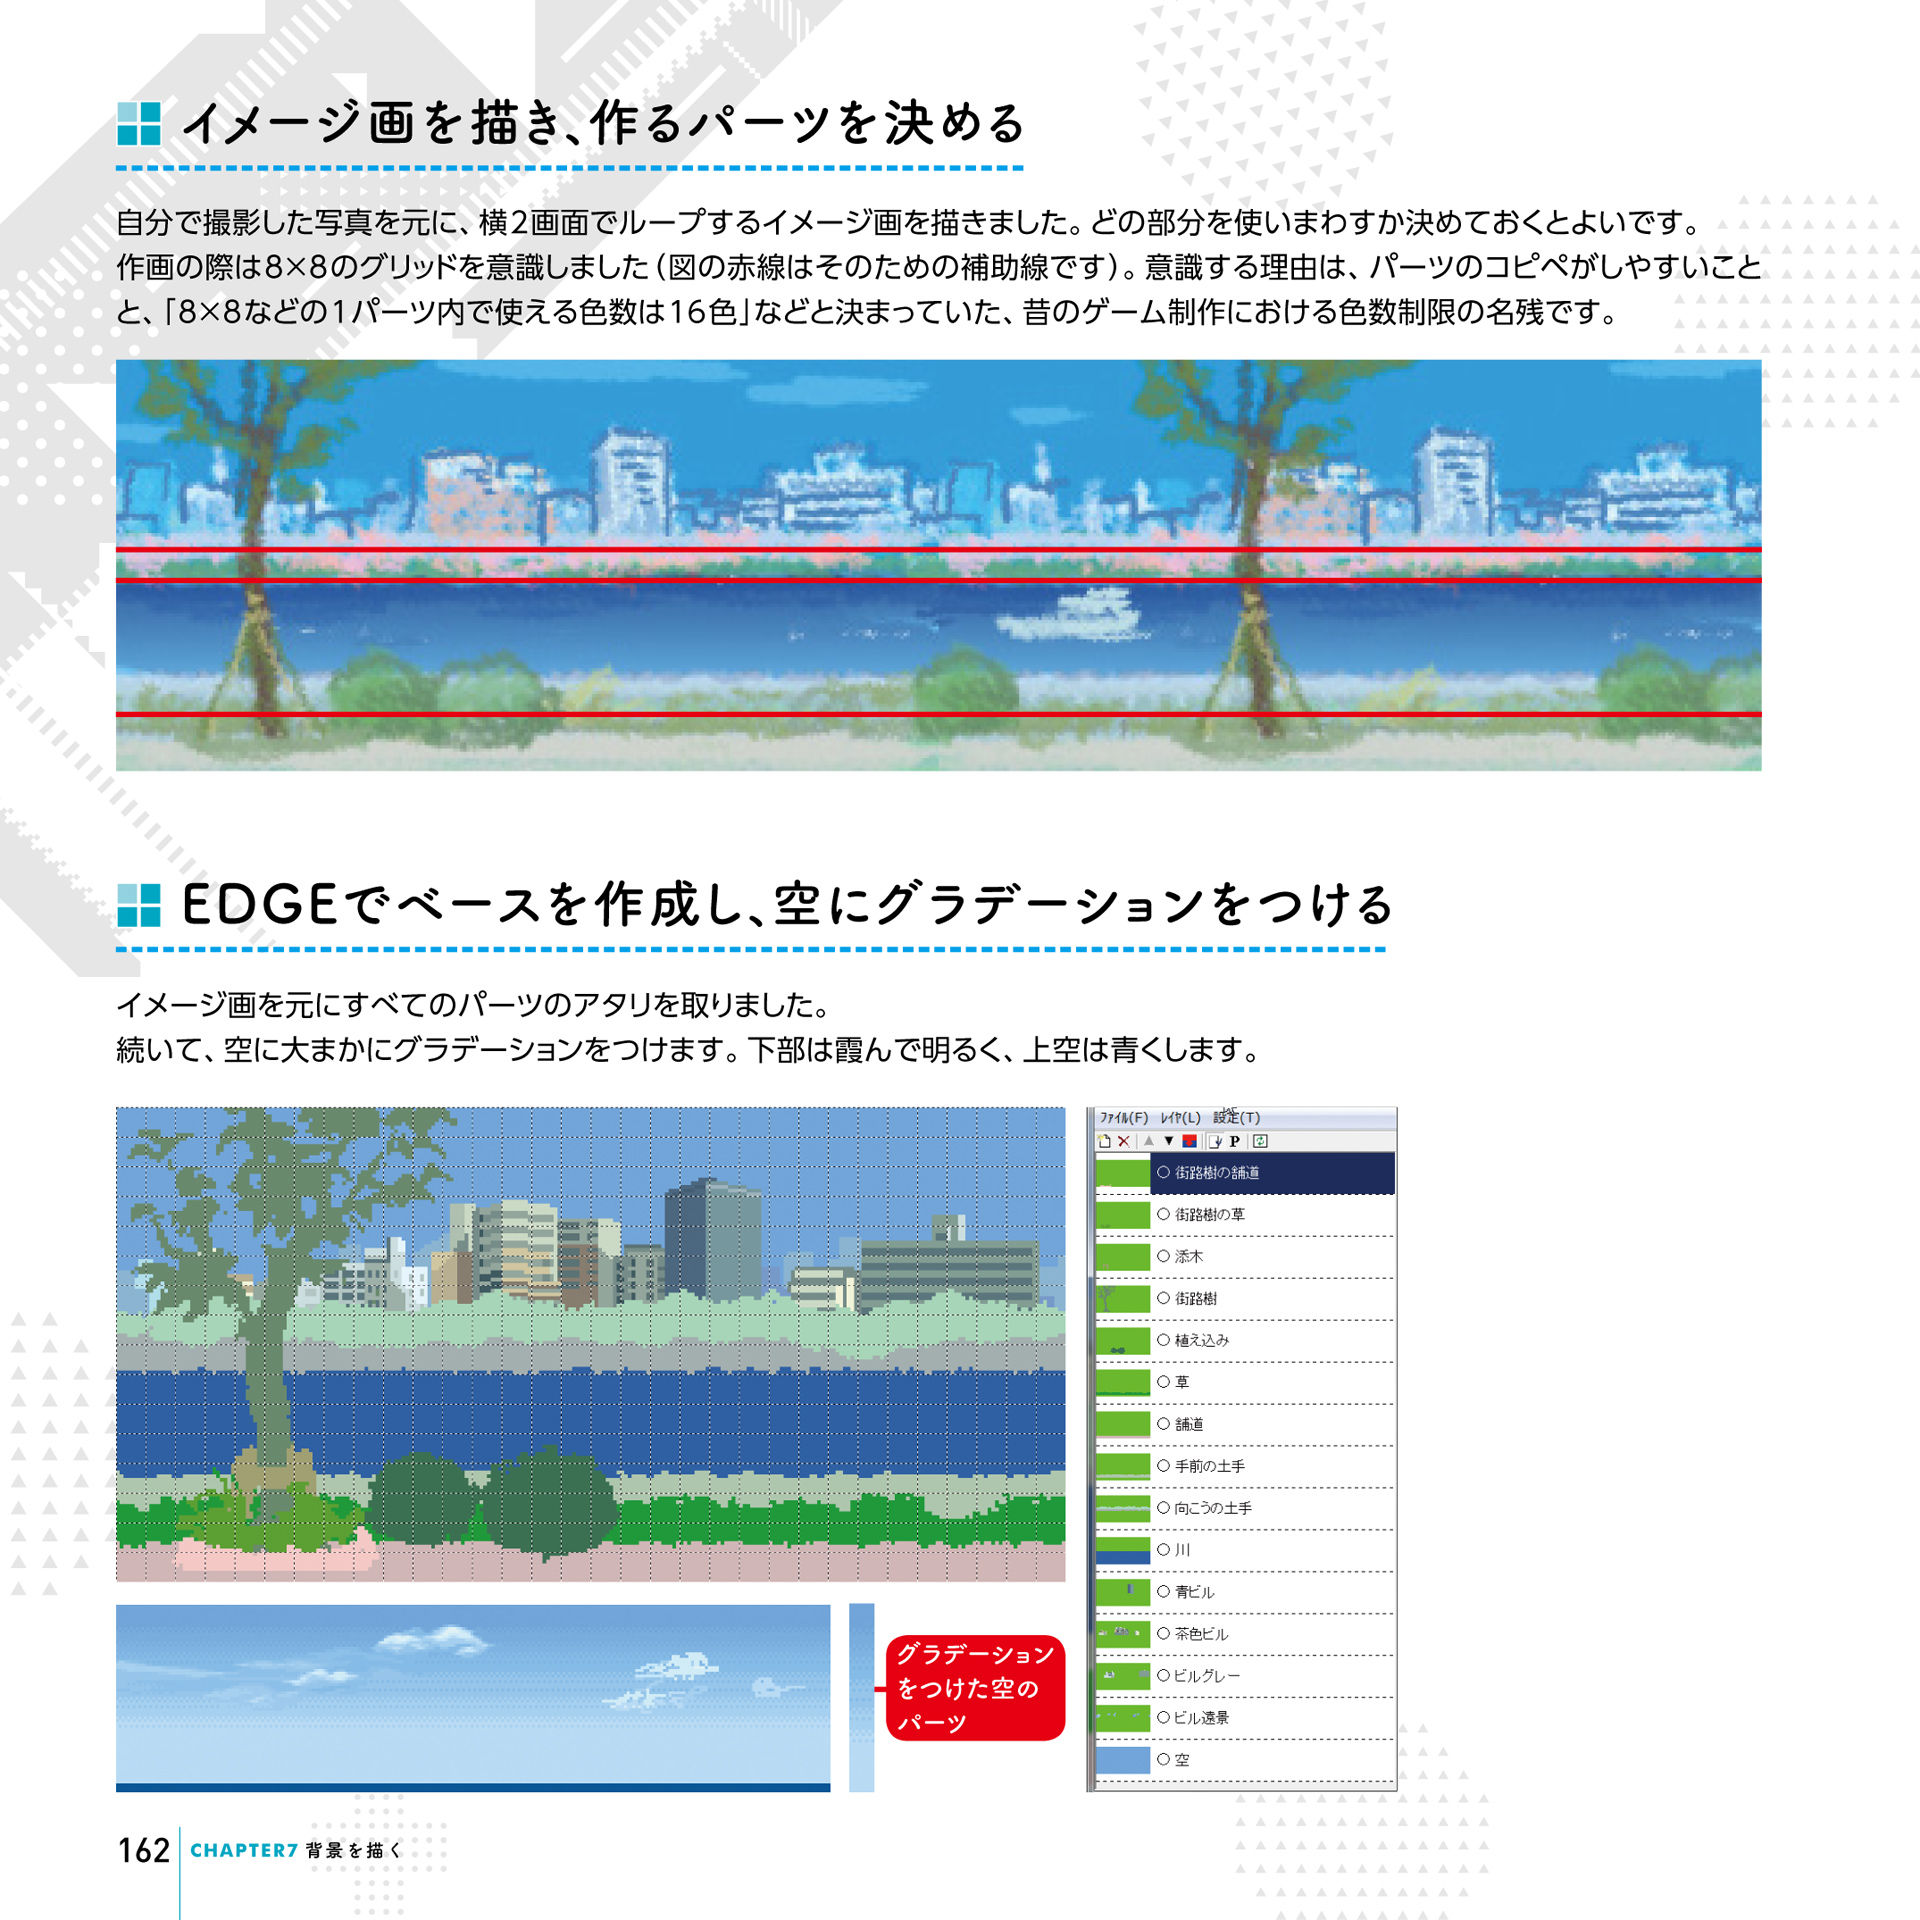 イメージ画を描き、作るパーツを決める
自分で撮影した写真を元に、横2画面でループするイメージ画を描きました。どの部分を使いまわすか決めておくとよいです。
作画の際は8×8のグリッドを意識しました（図の赤線はそのための補助線です）。意識する理由は、パーツのコピペがしやすいこと
と、「8×8などの1パーツ内で使える色数は16色」などと決まっていた、昔のゲーム制作における色数制限の名残です。
EDGEでベースを作成し、空にグラデーションをつける
イメージ画を元にすべてのパーツのアタリを取りました。
続いて、空に大まかにグラデーションをつけます。下部は霞んで明るく、上空は青くします。
ﾌｧｲﾙ(F) ﾚｲﾔ(L) 設定(T)
P
街路樹の舗道
街路樹の草
添木
街路樹
植え込み
草
舗道
手前の土手
向こうの土手
川
青ビル
茶色ビル
ビルグレー
ビル遠景
空
グラデーション
をつけた空の
パーツ
162 CHAPTER7 背景を描く